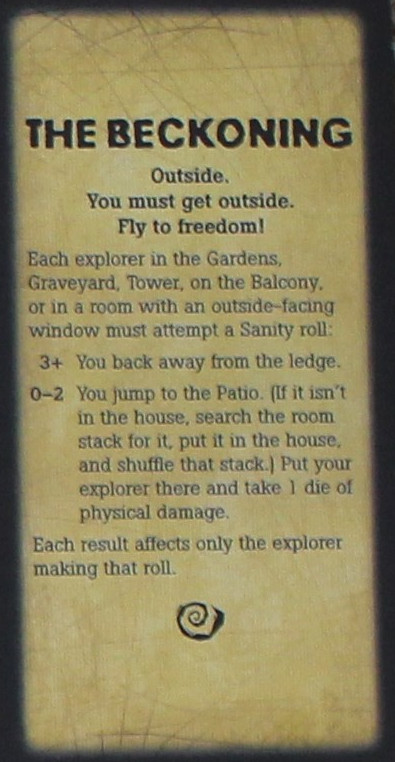 THE BECKONING
Outside.
You must get outside.
Fly to freedom!
Each explorer in the Gardens,
Graveyard, Tower, on the Balcony,
or in a room with an outside-facing
window must attempt a Sanity roll:
3+ You back away from the ledge.
0–2 You jump to the Patio. (If it isn't
in the house, search the room
stack for it, put it in the house,
and shuffle that stack.) Put your
explorer there and take 1 die of
physical damage.
Each result affects only the explorer
making that roll.